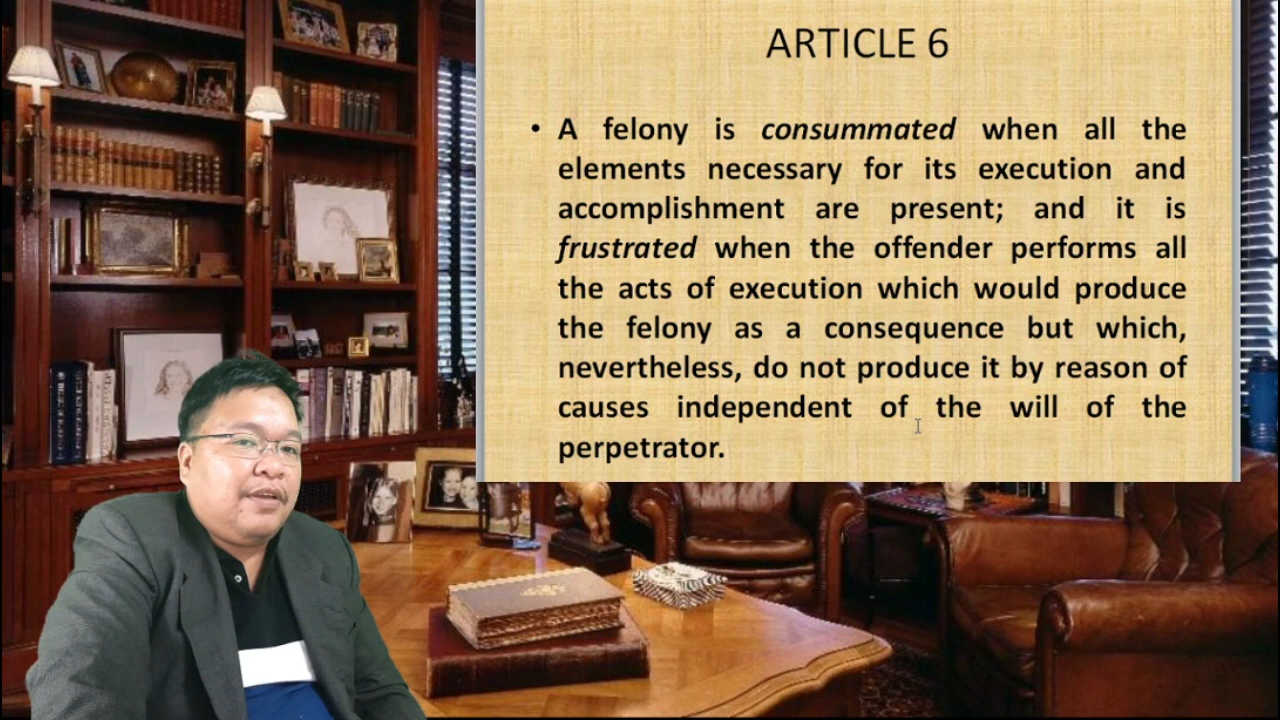 ARTICLE 6
• A felony is consummated when all the
elements necessary for its execution and
accomplishment are present; and it is
frustrated when the offender performs all
the acts of execution which would produce
the felony as a consequence but which,
nevertheless, do not produce it by reason of
causes independent of the will of the
perpetrator.